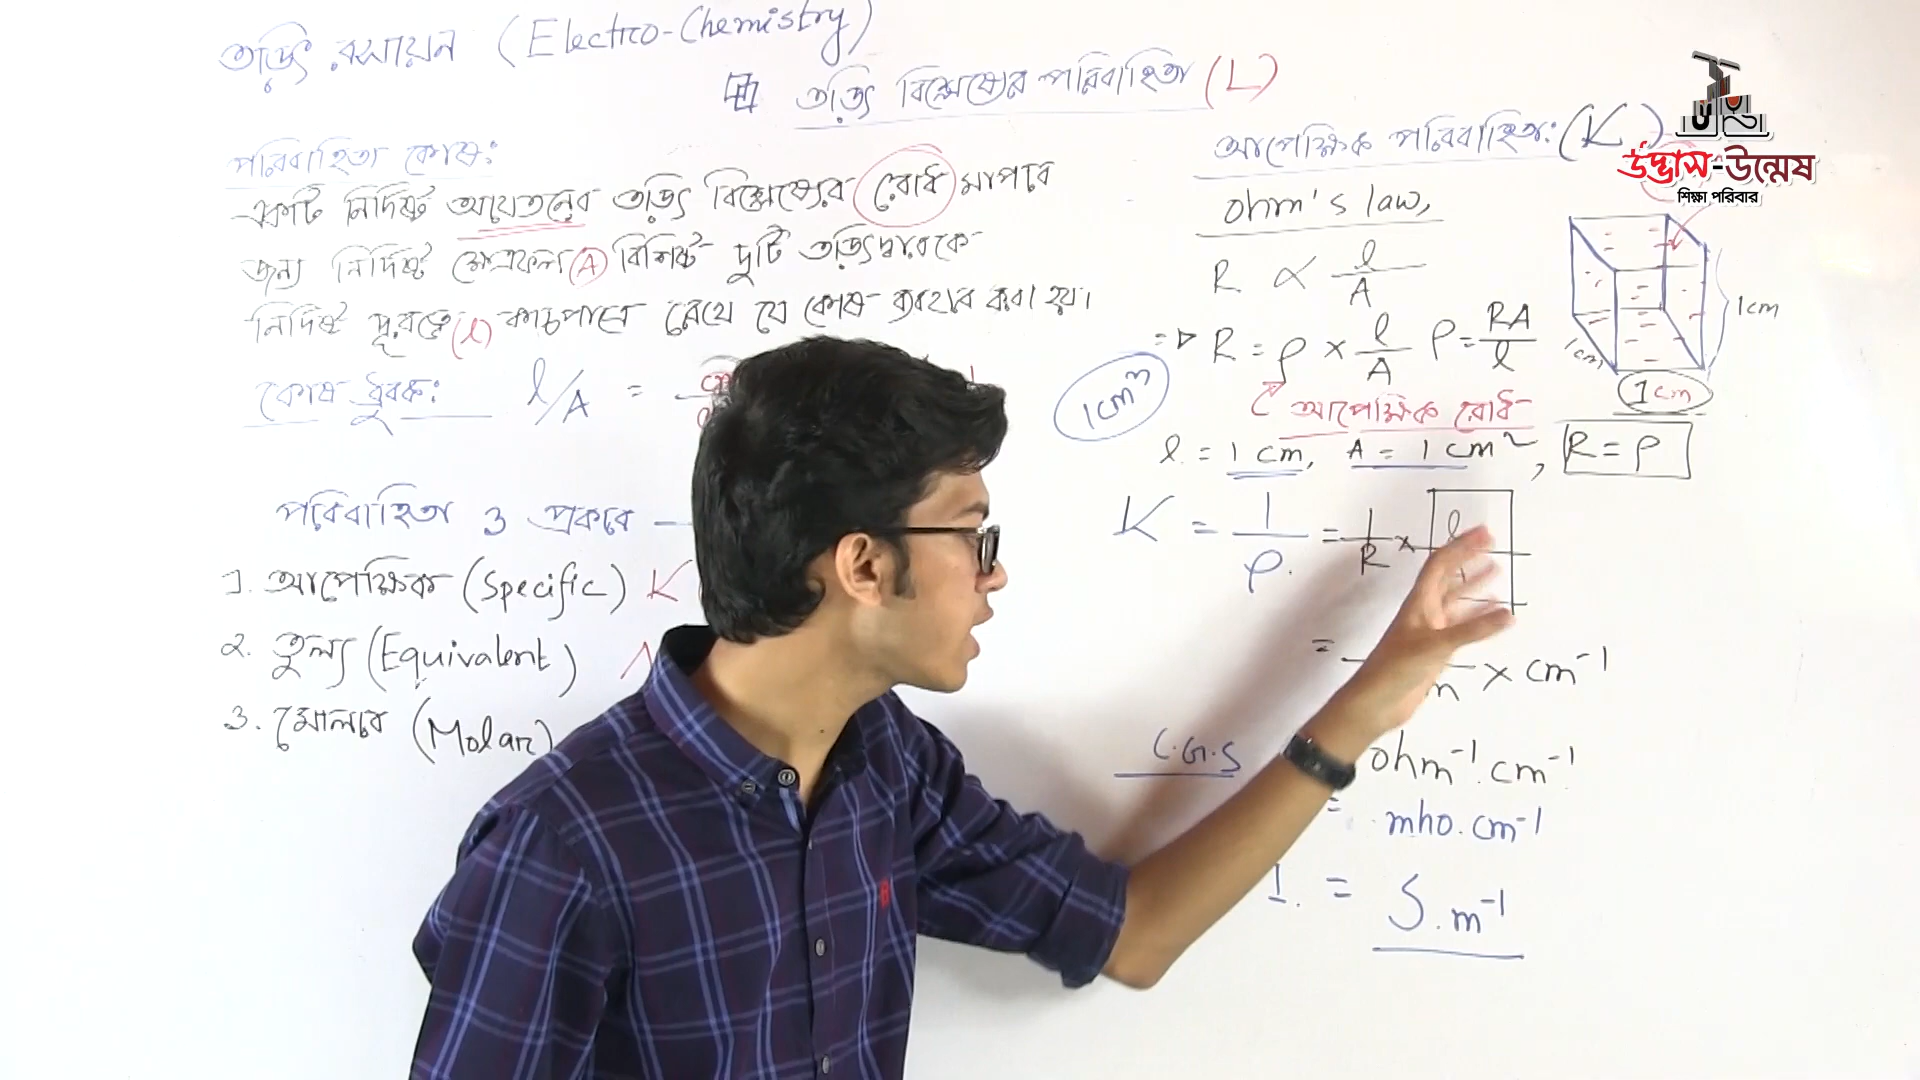 তড়িৎ রসায়ন (Electro-Chemistry)
তড়িৎ বিশ্লেষ্যের পরিবাহিতা (L)
পরিবাহিতা কোষ:
একটি নির্দিষ্ট আয়তনের তড়িৎ বিশ্লেষ্যের রোধ মাপবে
জন্য নির্দিষ্ট ক্ষেত্রফল (A) বিশিষ্ট দুটি তড়িৎদ্বারকে
নির্দিষ্ট দূরত্বে (l) কাচপাত্রে রেখে যে কোষ ব্যবহার করা হয়।
কোষ ধ্রুবক: l/A =
পরিবাহিতা 3 প্রকার —
1. আপেক্ষিক (Specific) K
2. তুল্য (Equivalent)
3. মোলার (Molar)
আপেক্ষিক পরিবাহিতা: (K)
ohm's law,
R ∝ l/A
=> R = ρ × l/A ρ = RA/l
আপেক্ষিক রোধ
1cm³
l = 1 cm, A = 1 cm², R = ρ
K = 1/ρ. = 1/R × l
= × cm⁻¹
C.G.S ohm⁻¹.cm⁻¹
= mho.cm⁻¹
= S.m⁻¹
1cm
1cm
1cm
উদ্ভাস-উন্মেষ
শিক্ষা পরিবার